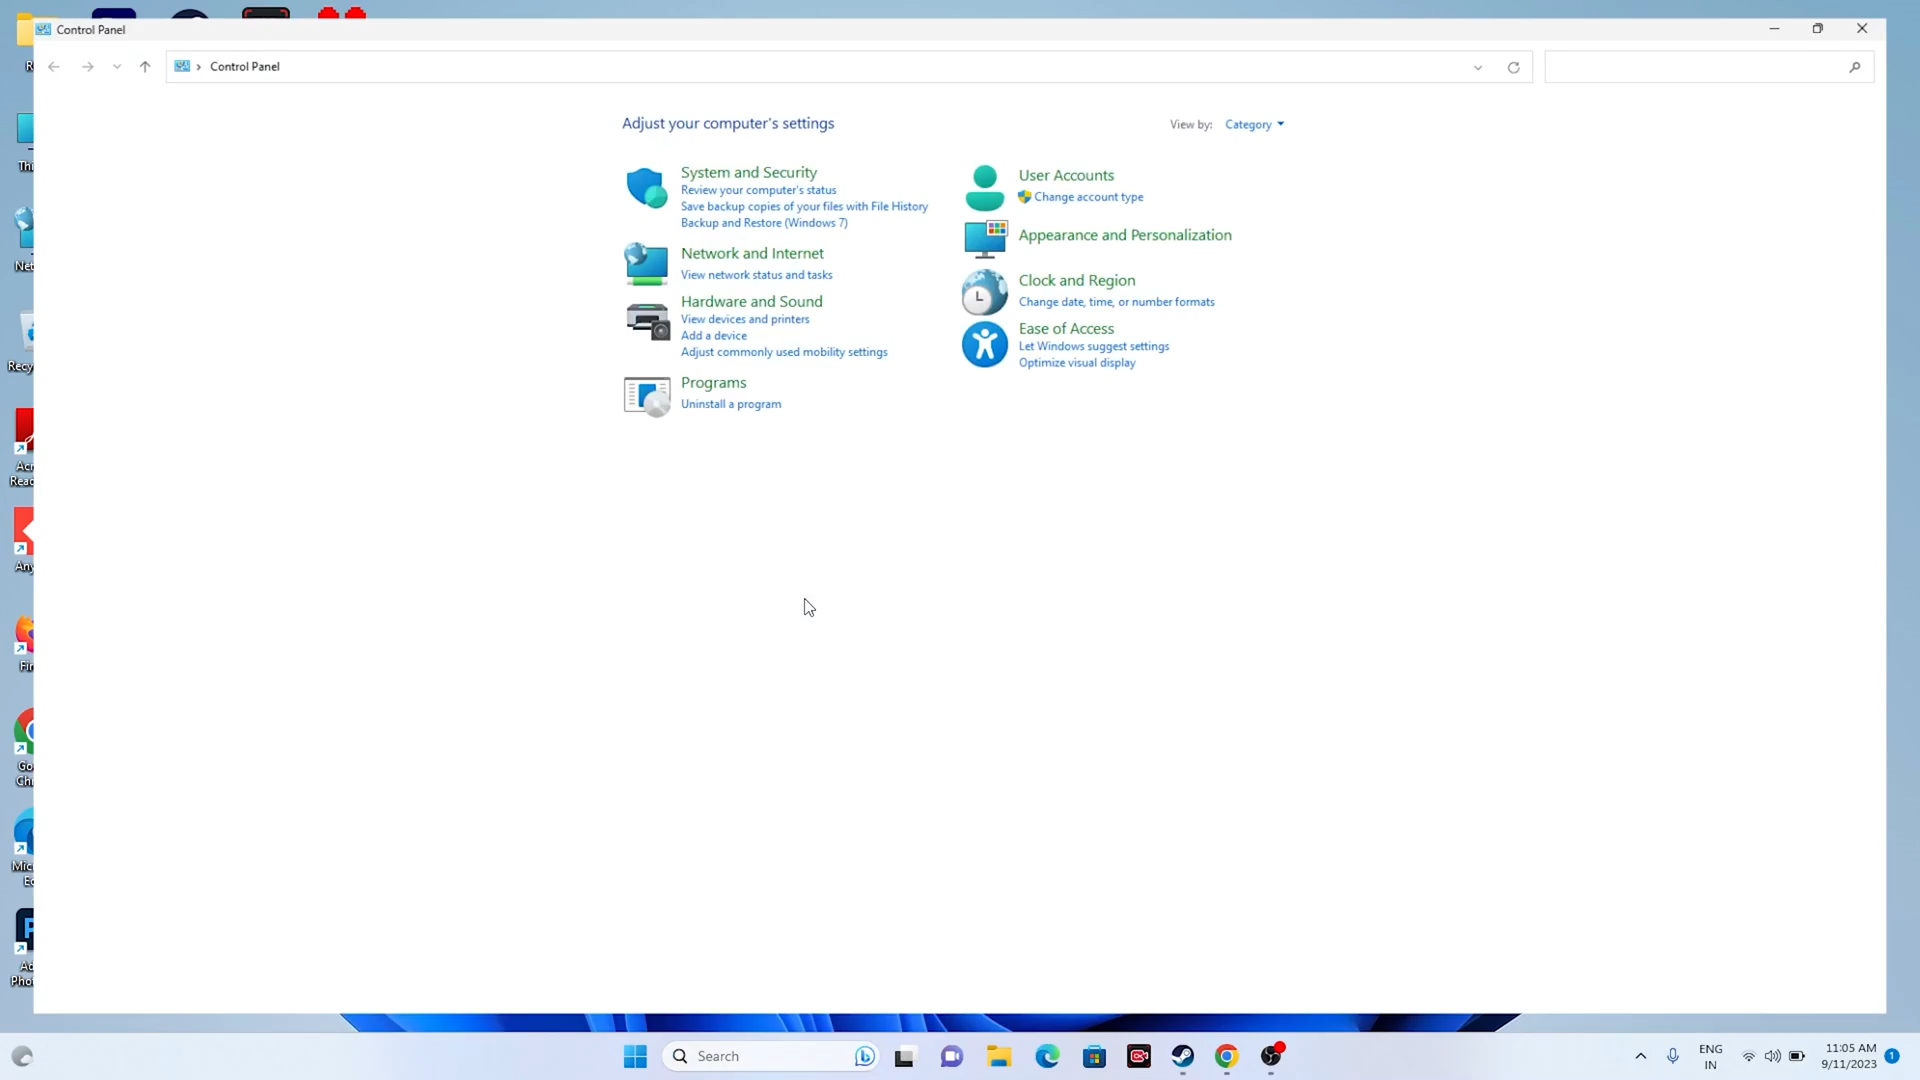 Control Panel
Control Panel
Adjust your computer's settings
View by: Category
System and Security
Review your computer's status
Save backup copies of your files with File History
Backup and Restore (Windows 7)
Network and Internet
View network status and tasks
Hardware and Sound
View devices and printers
Add a device
Adjust commonly used mobility settings
Programs
Uninstall a program
User Accounts
Change account type
Appearance and Personalization
Clock and Region
Change date, time, or number formats
Ease of Access
Let Windows suggest settings
Optimize visual display
Search
ENG
IN
11:05 AM
9/11/2023
1